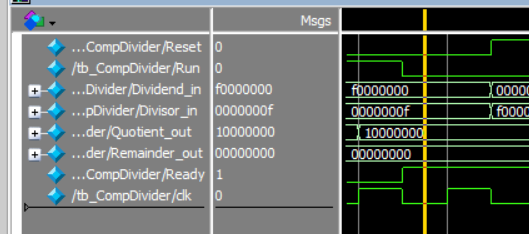 Msgs
...CompDivider/Reset 0
/tb_CompDivider/Run 0
...Divider/Dividend_in f0000000 f0000000 00000
...pDivider/Divisor_in 0000000f 0000000f f0000
...der/Quotient_out 10000000 10000000
...der/Remainder_out 00000000 00000000
...CompDivider/Ready 1
/tb_CompDivider/clk 0